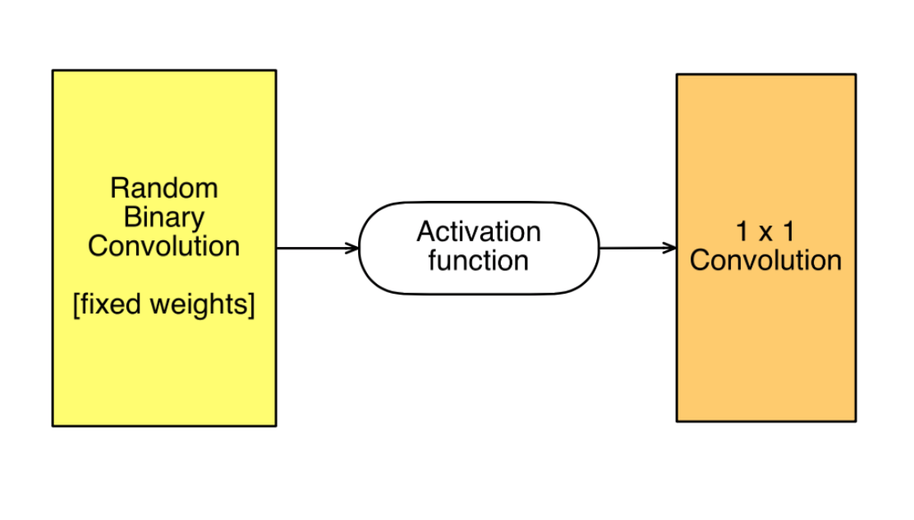 Random
Binary
Convolution
[fixed weights]
Activation
function
1 x 1
Convolution